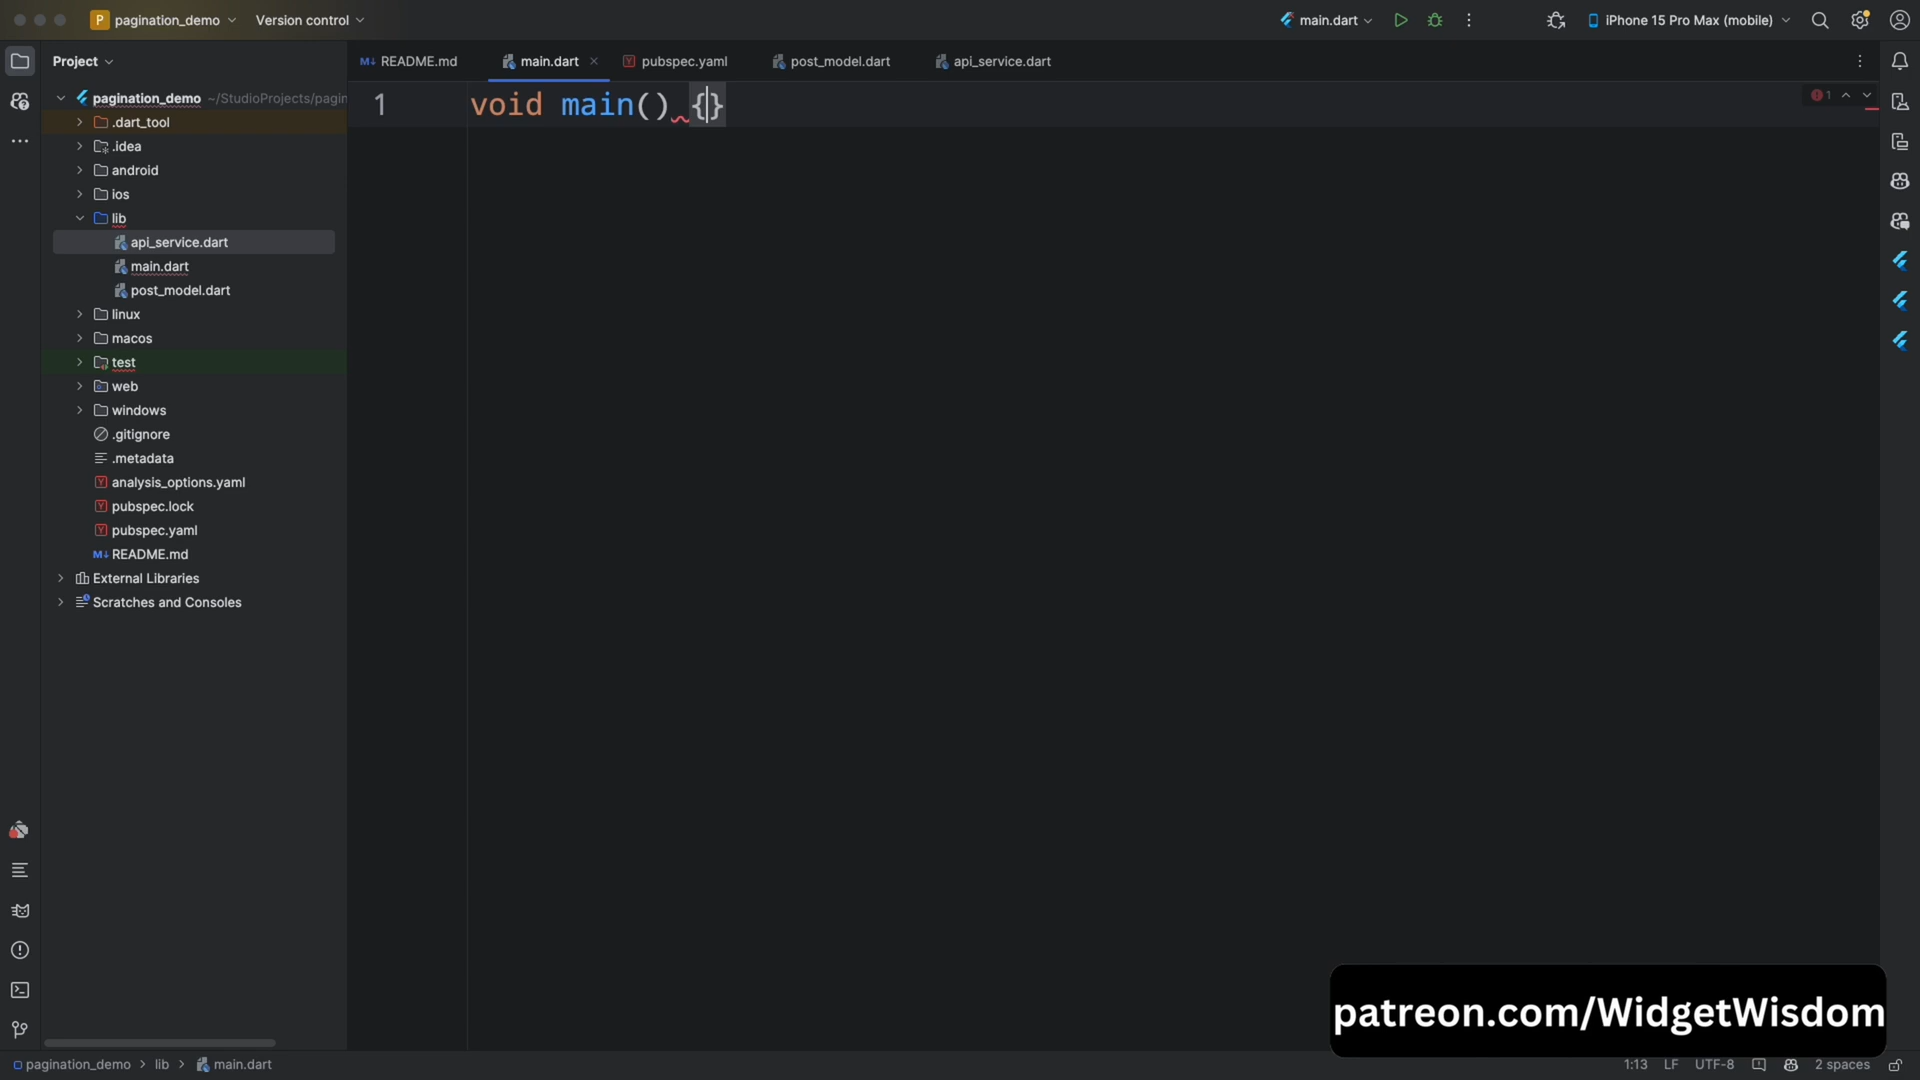 P pagination_demo Version control main.dart iPhone 15 Pro Max (mobile)
Project
M↓ README.md main.dart pubspec.yaml post_model.dart api_service.dart
1 void main() {}
1
pagination_demo ~/StudioProjects/pagin
.dart_tool
.idea
android
ios
lib
api_service.dart
main.dart
post_model.dart
linux
macos
test
web
windows
.gitignore
.metadata
analysis_options.yaml
pubspec.lock
pubspec.yaml
M↓ README.md
External Libraries
Scratches and Consoles
patreon.com/WidgetWisdom
pagination_demo lib main.dart 1:13 LF UTF-8 2 spaces